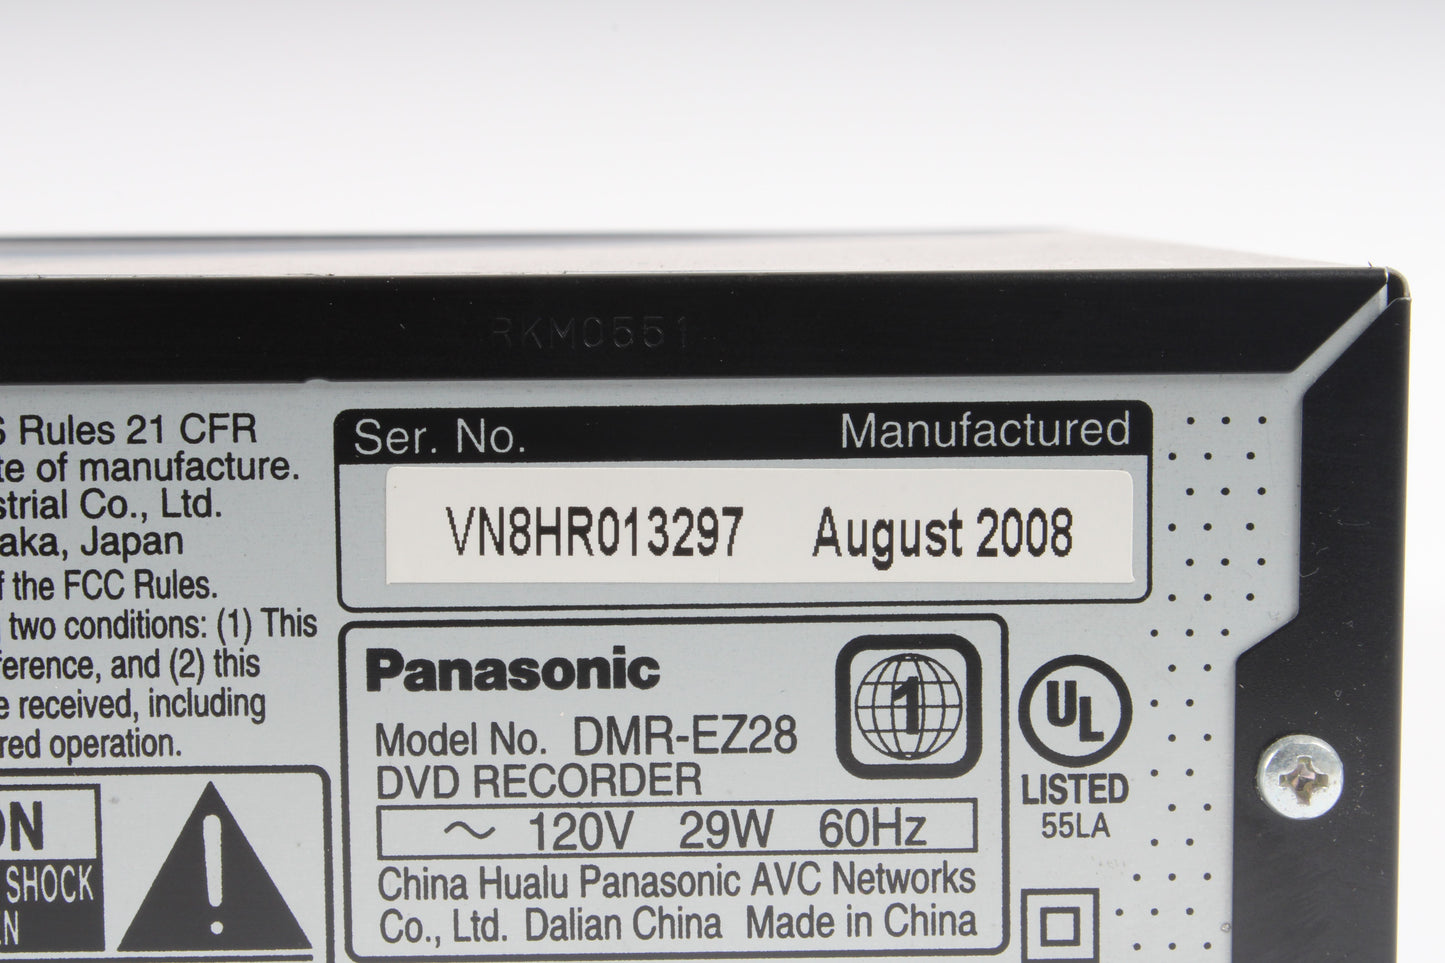 RKM0551
S Rules 21 CFR
te of manufacture.
strial Co., Ltd.
aka, Japan
f the FCC Rules.
two conditions: (1) This
ference, and (2) this
e received, including
red operation.
ON
SHOCK
EN
!
Ser. No. Manufactured
VN8HR013297 August 2008
Panasonic
1
Model No. DMR-EZ28
DVD RECORDER
~ 120V 29W 60Hz
China Hualu Panasonic AVC Networks
Co., Ltd. Dalian China Made in China
UL
LISTED
55LA